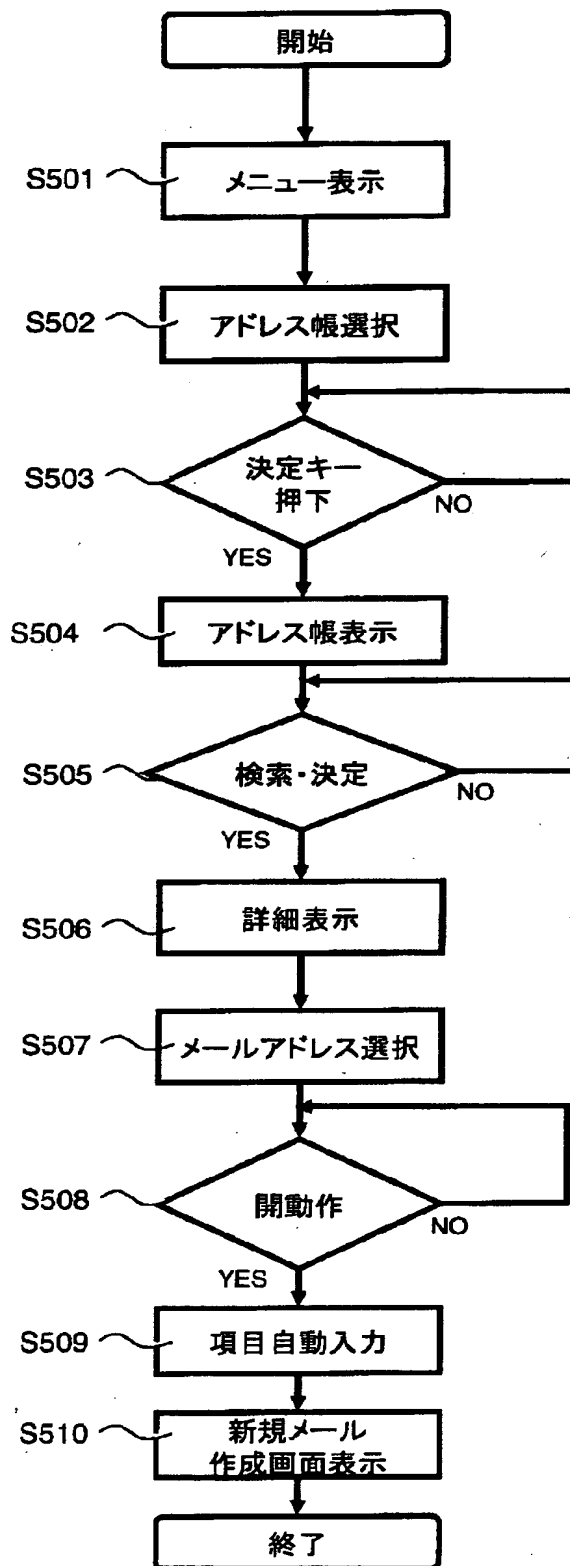 開始
S501
メニュー表示
S502
アドレス帳選択
S503
決定キー
押下
NO
YES
S504
アドレス帳表示
S505
検索・決定
NO
YES
S506
詳細表示
S507
メールアドレス選択
S508
開動作
NO
YES
S509
項目自動入力
S510
新規メール
作成画面表示
終了